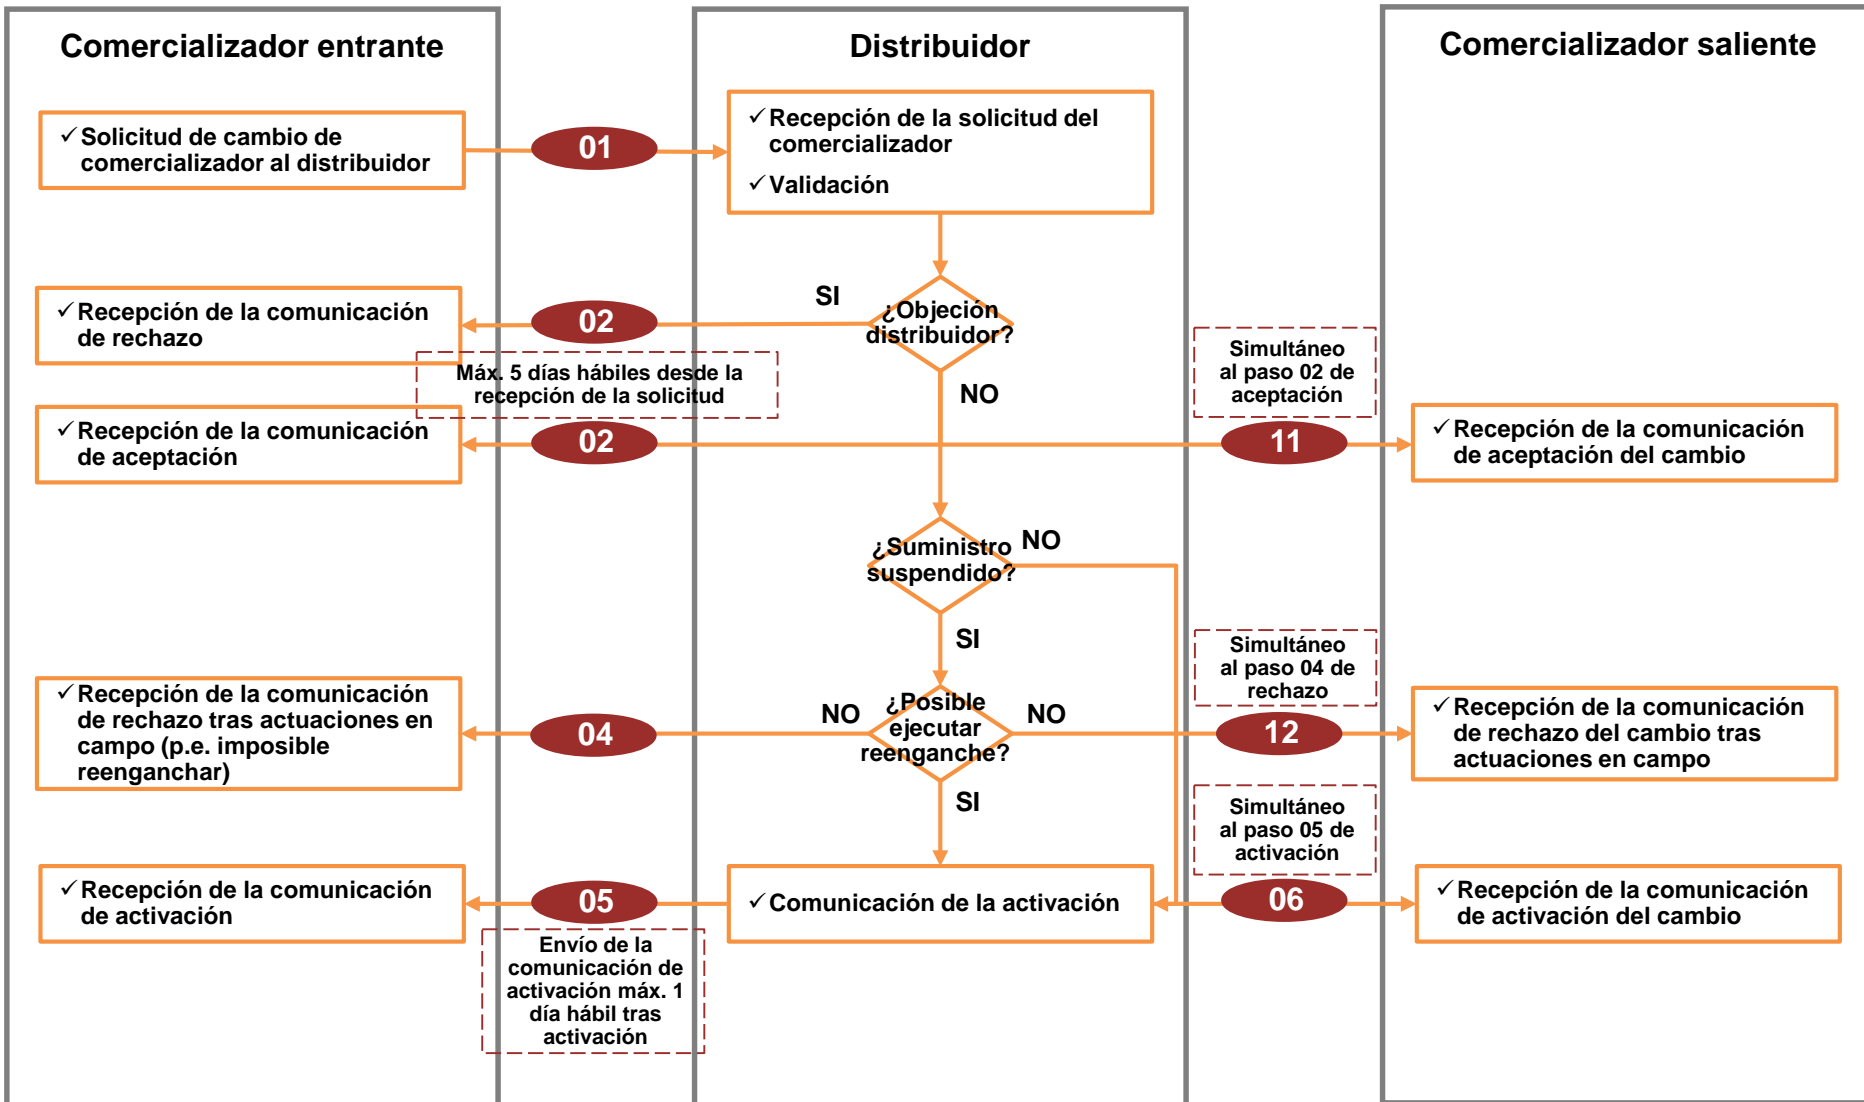 Comercializador entrante
Distribuidor
Comercializador saliente
✓ Solicitud de cambio de
comercializador al distribuidor
01
✓ Recepción de la solicitud del
comercializador
✓ Validación
SI
¿Objeción
distribuidor?
✓ Recepción de la comunicación
de rechazo
02
Máx. 5 días hábiles desde la
recepción de la solicitud
NO
Simultáneo
al paso 02 de
aceptación
✓ Recepción de la comunicación
de aceptación
02
11
✓ Recepción de la comunicación
de aceptación del cambio
¿Suministro
suspendido?
NO
SI
Simultáneo
al paso 04 de
rechazo
✓ Recepción de la comunicación
de rechazo tras actuaciones en
campo (p.e. imposible
reenganchar)
04
NO
¿Posible
ejecutar
reenganche?
NO
12
✓ Recepción de la comunicación
de rechazo del cambio tras
actuaciones en campo
SI
Simultáneo
al paso 05 de
activación
✓ Recepción de la comunicación
de activación
05
✓ Comunicación de la activación
06
✓ Recepción de la comunicación
de activación del cambio
Envío de la
comunicación de
activación máx. 1
día hábil tras
activación